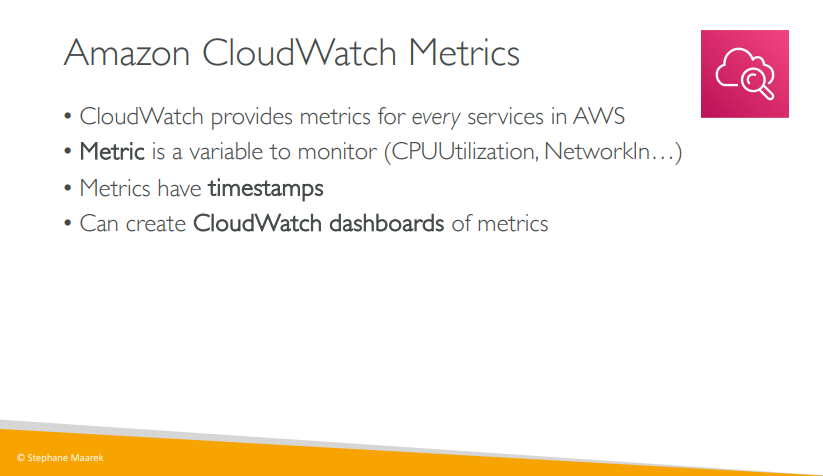 Amazon CloudWatch Metrics
• CloudWatch provides metrics for every services in AWS
• Metric is a variable to monitor (CPUUtilization, NetworkIn…)
• Metrics have timestamps
• Can create CloudWatch dashboards of metrics
© Stephane Maarek